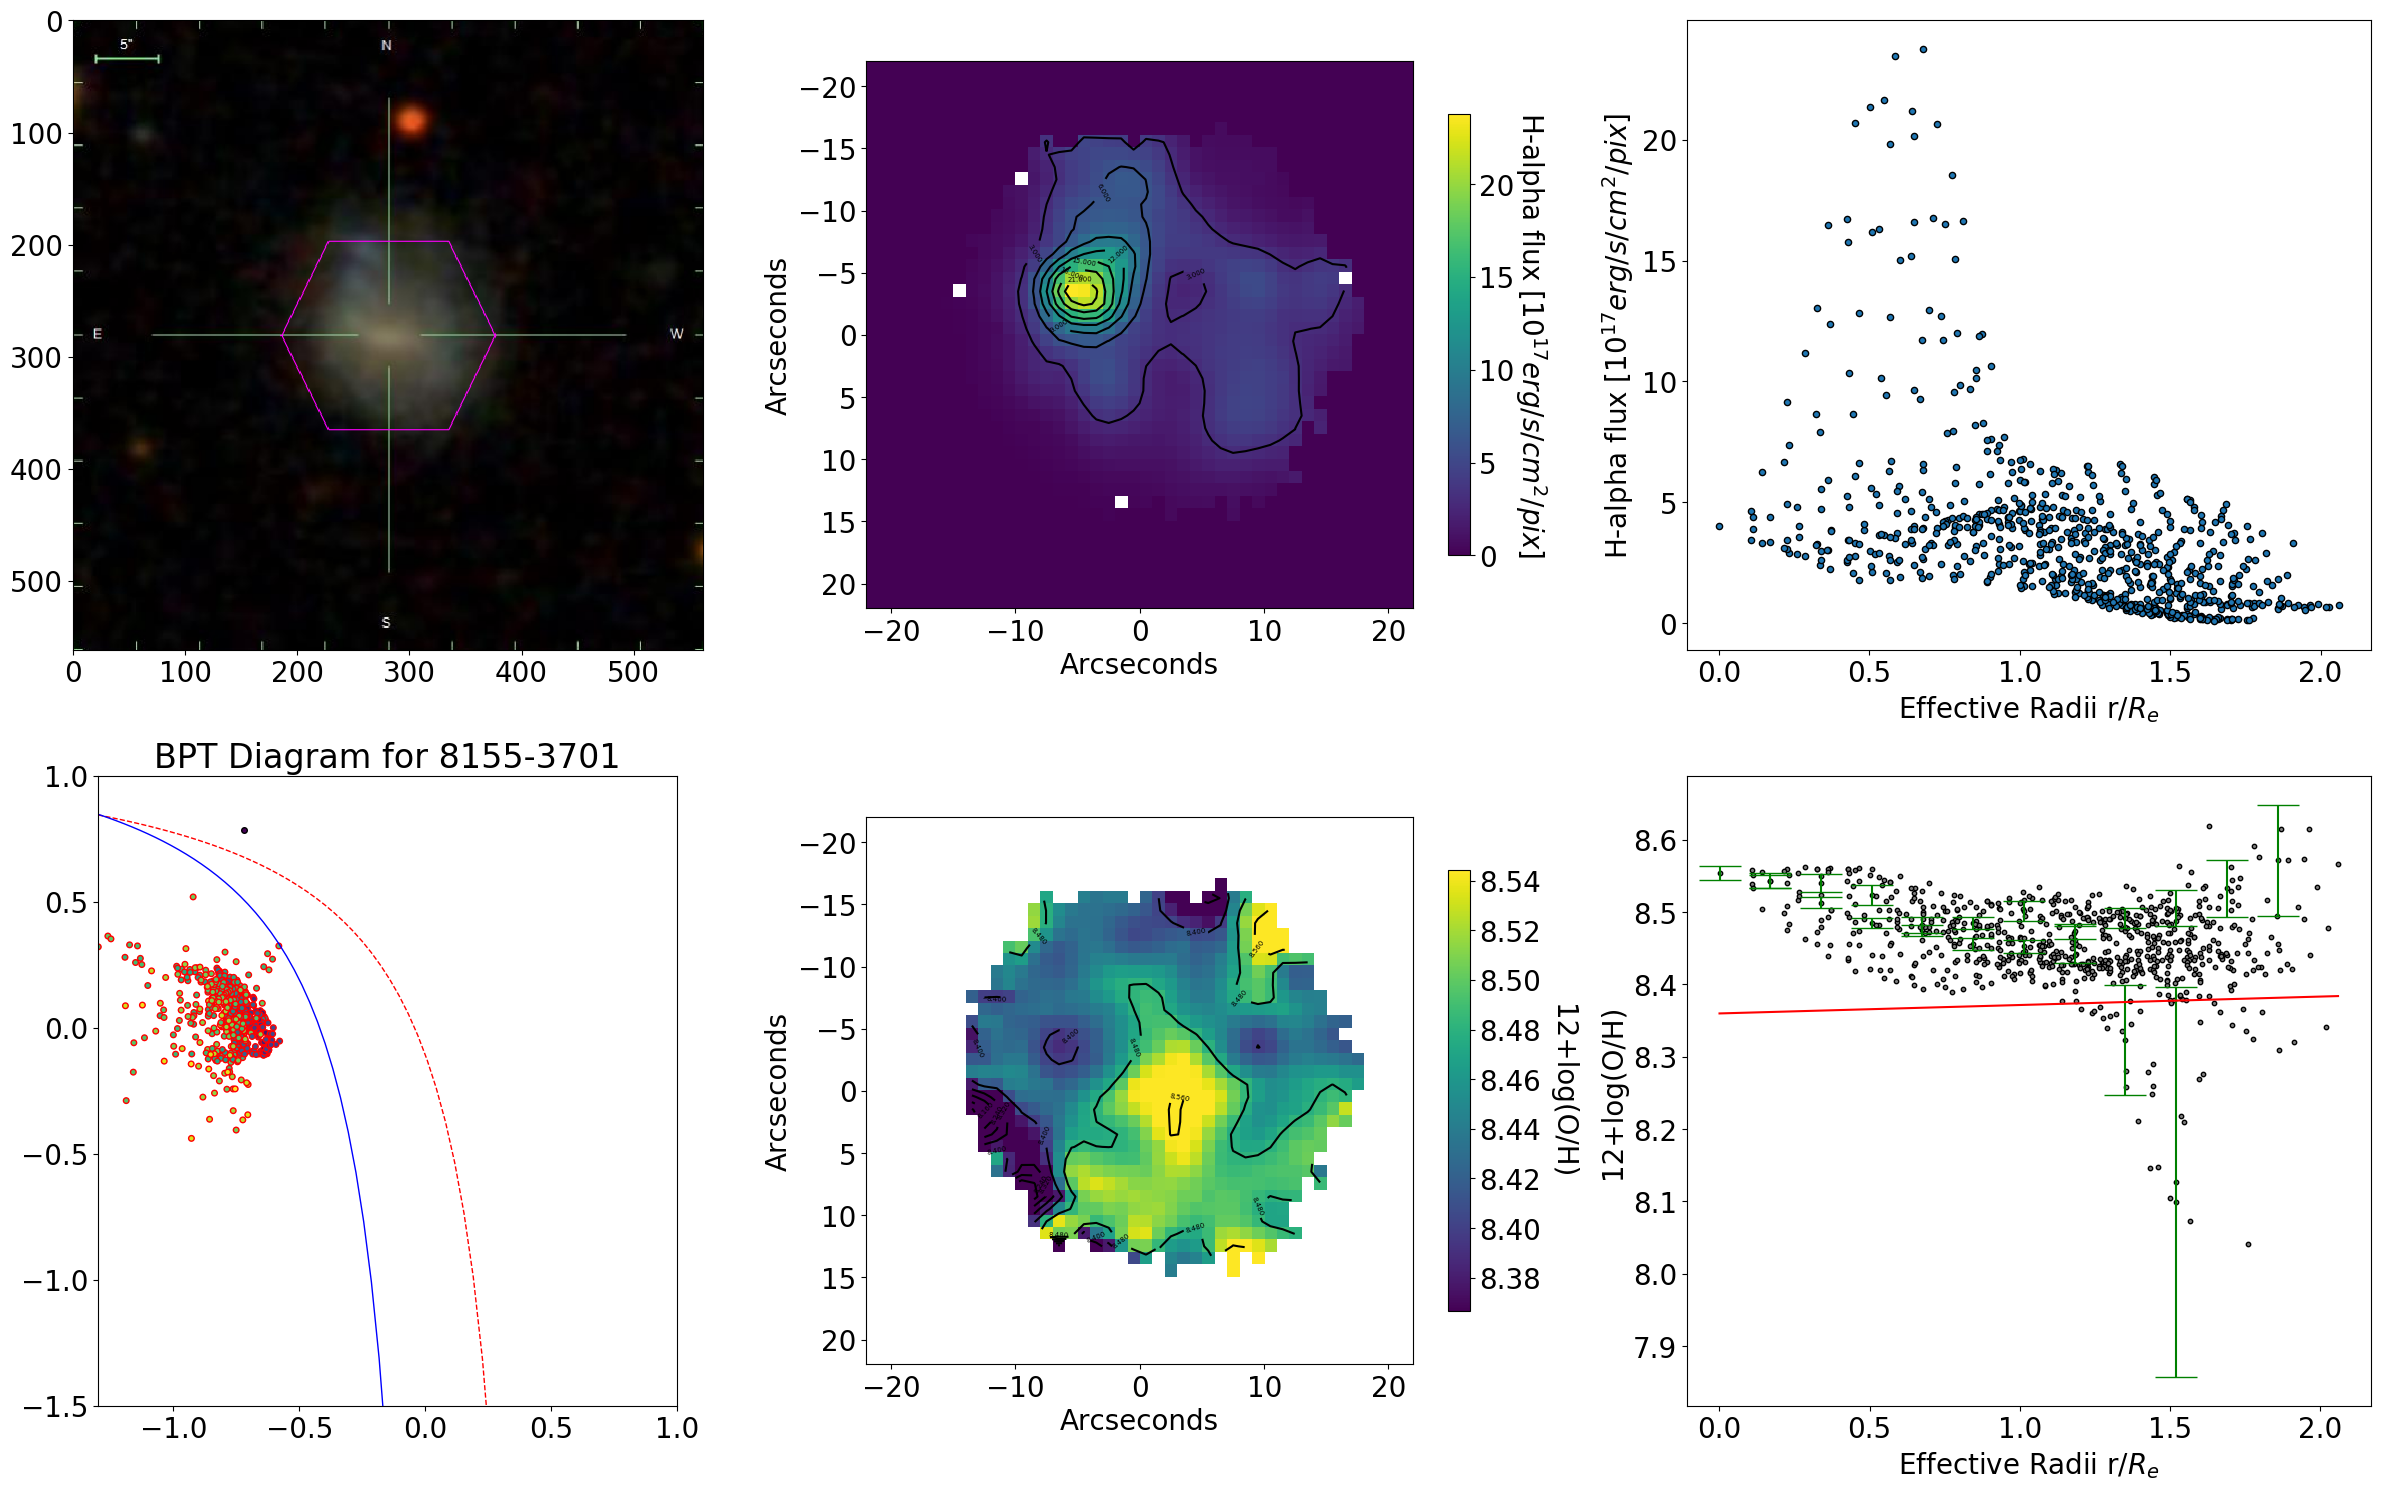 0
100
200
300
400
500
0 100 200 300 400 500
5"
N
E
W
S
−20
−15
−10
−5
0
5
10
15
20
−20 −10 0 10 20
Arcseconds
Arcseconds
20
15
10
5
0
H-alpha flux [10^17 erg/s/cm^2/pix]
H-alpha flux [10^17 erg/s/cm^2/pix]
20
15
10
5
0
0.0 0.5 1.0 1.5 2.0
Effective Radii r/R_e
BPT Diagram for 8155-3701
1.0
0.5
0.0
−0.5
−1.0
−1.5
−1.0 −0.5 0.0 0.5 1.0
−20
−15
−10
−5
0
5
10
15
20
−20 −10 0 10 20
Arcseconds
Arcseconds
8.54
8.52
8.50
8.48
8.46
8.44
8.42
8.40
8.38
12+log(O/H)
12+log(O/H)
8.6
8.5
8.4
8.3
8.2
8.1
8.0
7.9
0.0 0.5 1.0 1.5 2.0
Effective Radii r/R_e